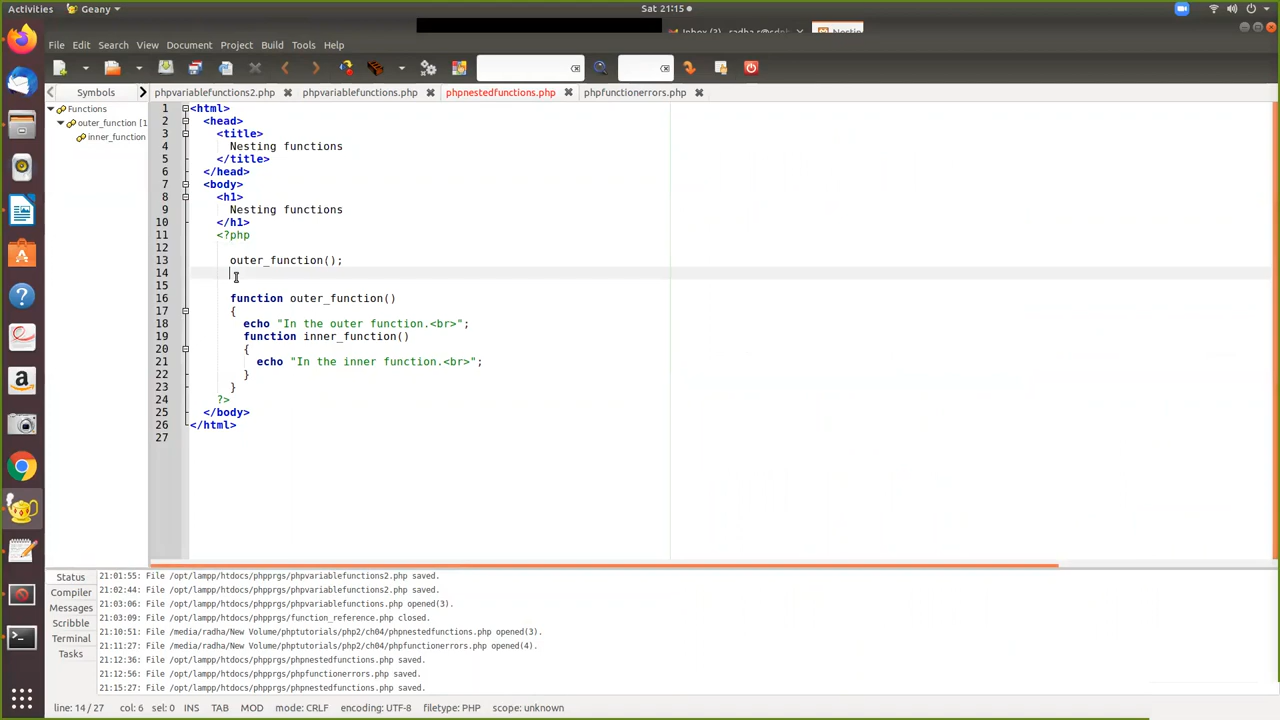 Activities
Geany
Sat 21:15
File Edit Search View Document Project Build Tools Help
Symbols
phpvariablefunctions2.php
phpvariablefunctions.php
phpnestedfunctions.php
phpfunctionerrors.php
Functions
outer_function [1
inner_function
1 <html>
2 <head>
3 <title>
4 Nesting functions
5 </title>
6 </head>
7 <body>
8 <h1>
9 Nesting functions
10 </h1>
11 <?php
12
13 outer_function();
14
15
16 function outer_function()
17 {
18 echo "In the outer function.<br>";
19 function inner_function()
20 {
21 echo "In the inner function.<br>";
22 }
23 }
24 ?>
25 </body>
26 </html>
27
Status
Compiler
Messages
Scribble
Terminal
Tasks
21:01:55: File /opt/lampp/htdocs/phpprgs/phpvariablefunctions2.php saved.
21:02:44: File /opt/lampp/htdocs/phpprgs/phpvariablefunctions2.php saved.
21:03:06: File /opt/lampp/htdocs/phpprgs/phpvariablefunctions.php opened(3).
21:03:09: File /opt/lampp/htdocs/phpprgs/function_reference.php closed.
21:10:51: File /media/radha/New Volume/phptutorials/php2/ch04/phpnestedfunctions.php opened(3).
21:11:27: File /media/radha/New Volume/phptutorials/php2/ch04/phpfunctionerrors.php opened(4).
21:12:36: File /opt/lampp/htdocs/phpprgs/phpnestedfunctions.php saved.
21:12:56: File /opt/lampp/htdocs/phpprgs/phpfunctionerrors.php saved.
21:15:27: File /opt/lampp/htdocs/phpprgs/phpnestedfunctions.php saved.
line: 14 / 27 col: 6 sel: 0 INS TAB MOD mode: CRLF encoding: UTF-8 filetype: PHP scope: unknown